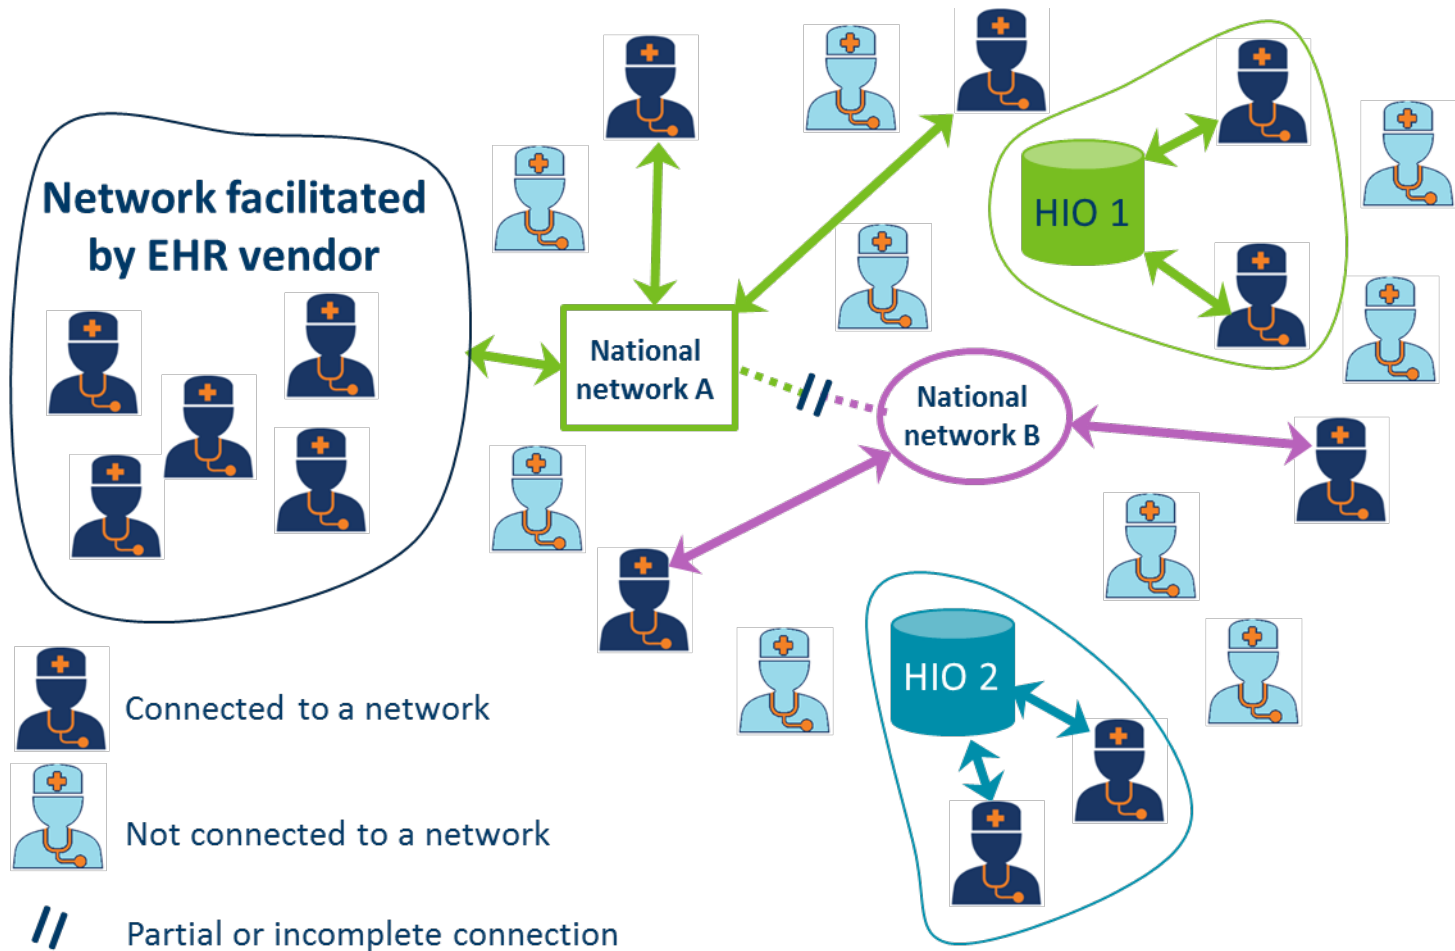 Network facilitated
by EHR vendor
HIO 1
National
network A
National
network B
HIO 2
Connected to a network
Not connected to a network
Partial or incomplete connection